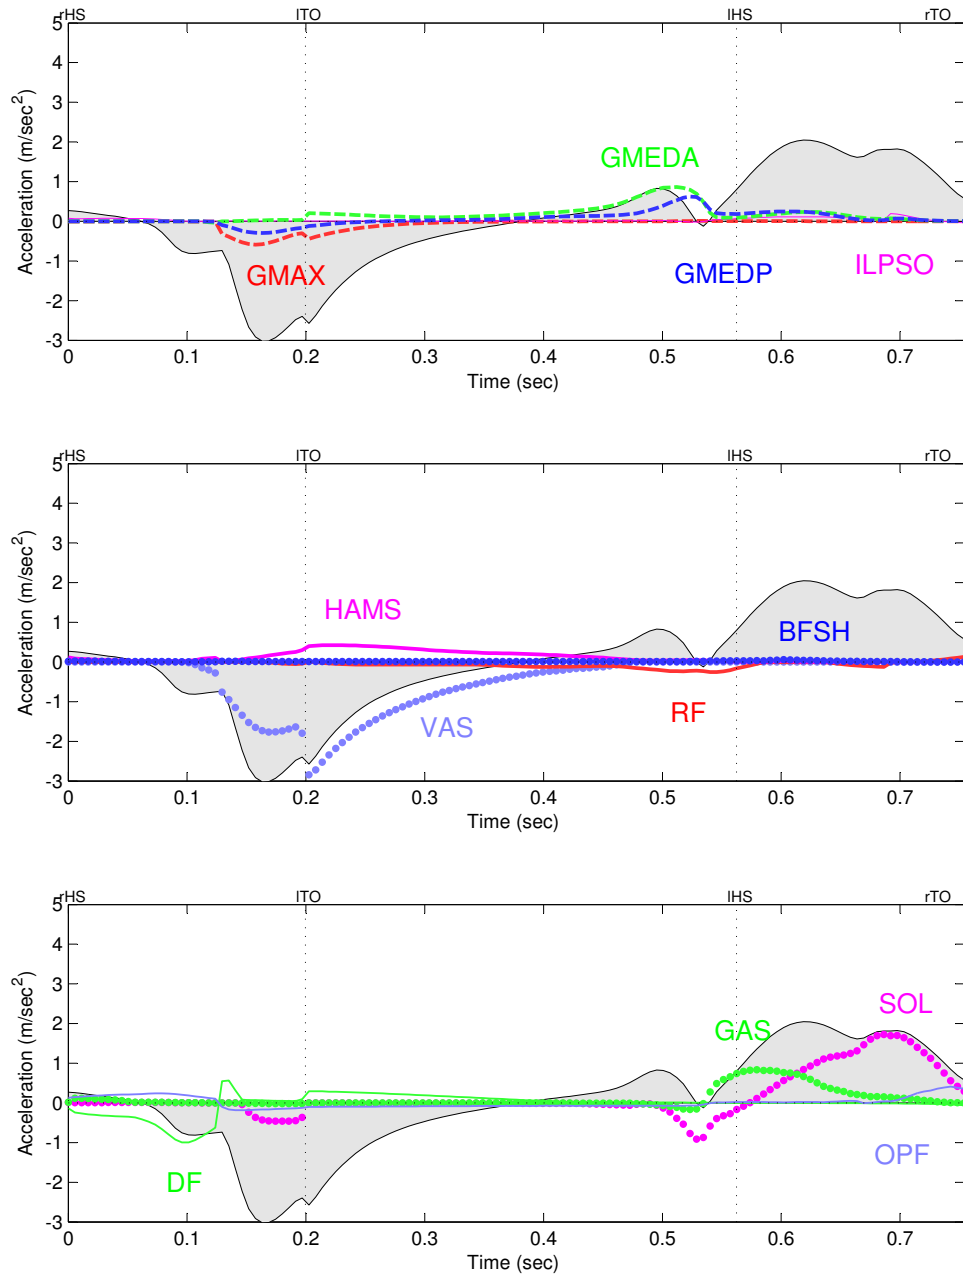 rHS lTO lHS rTO
5
4
3
2
1
0
-1
-2
-3
Acceleration (m/sec2)
GMEDA
GMAX
GMEDP
ILPSO
0 0.1 0.2 0.3 0.4 0.5 0.6 0.7
Time (sec)
rHS lTO lHS rTO
5
4
3
2
1
0
-1
-2
-3
Acceleration (m/sec2)
HAMS
BFSH
VAS
RF
0 0.1 0.2 0.3 0.4 0.5 0.6 0.7
Time (sec)
rHS lTO lHS rTO
5
4
3
2
1
0
-1
-2
-3
Acceleration (m/sec2)
SOL
GAS
DF
OPF
0 0.1 0.2 0.3 0.4 0.5 0.6 0.7
Time (sec)